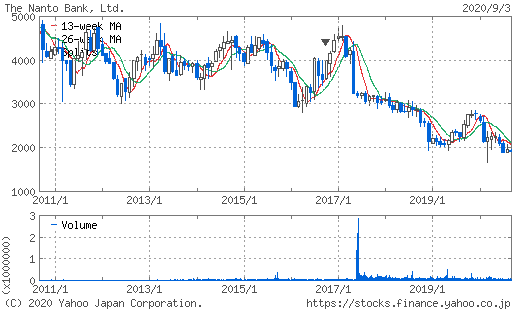 The Nanto Bank, Ltd. 2020/9/3
5000
13-week MA
26-week MA
4000
Splits
3000
2000
1000
2011/1 2013/1 2015/1 2017/1 2019/1
3
Volume
2
1
0
(x1000000)
2011/1 2013/1 2015/1 2017/1 2019/1
(C) 2020 Yahoo Japan Corporation. https://stocks.finance.yahoo.co.jp